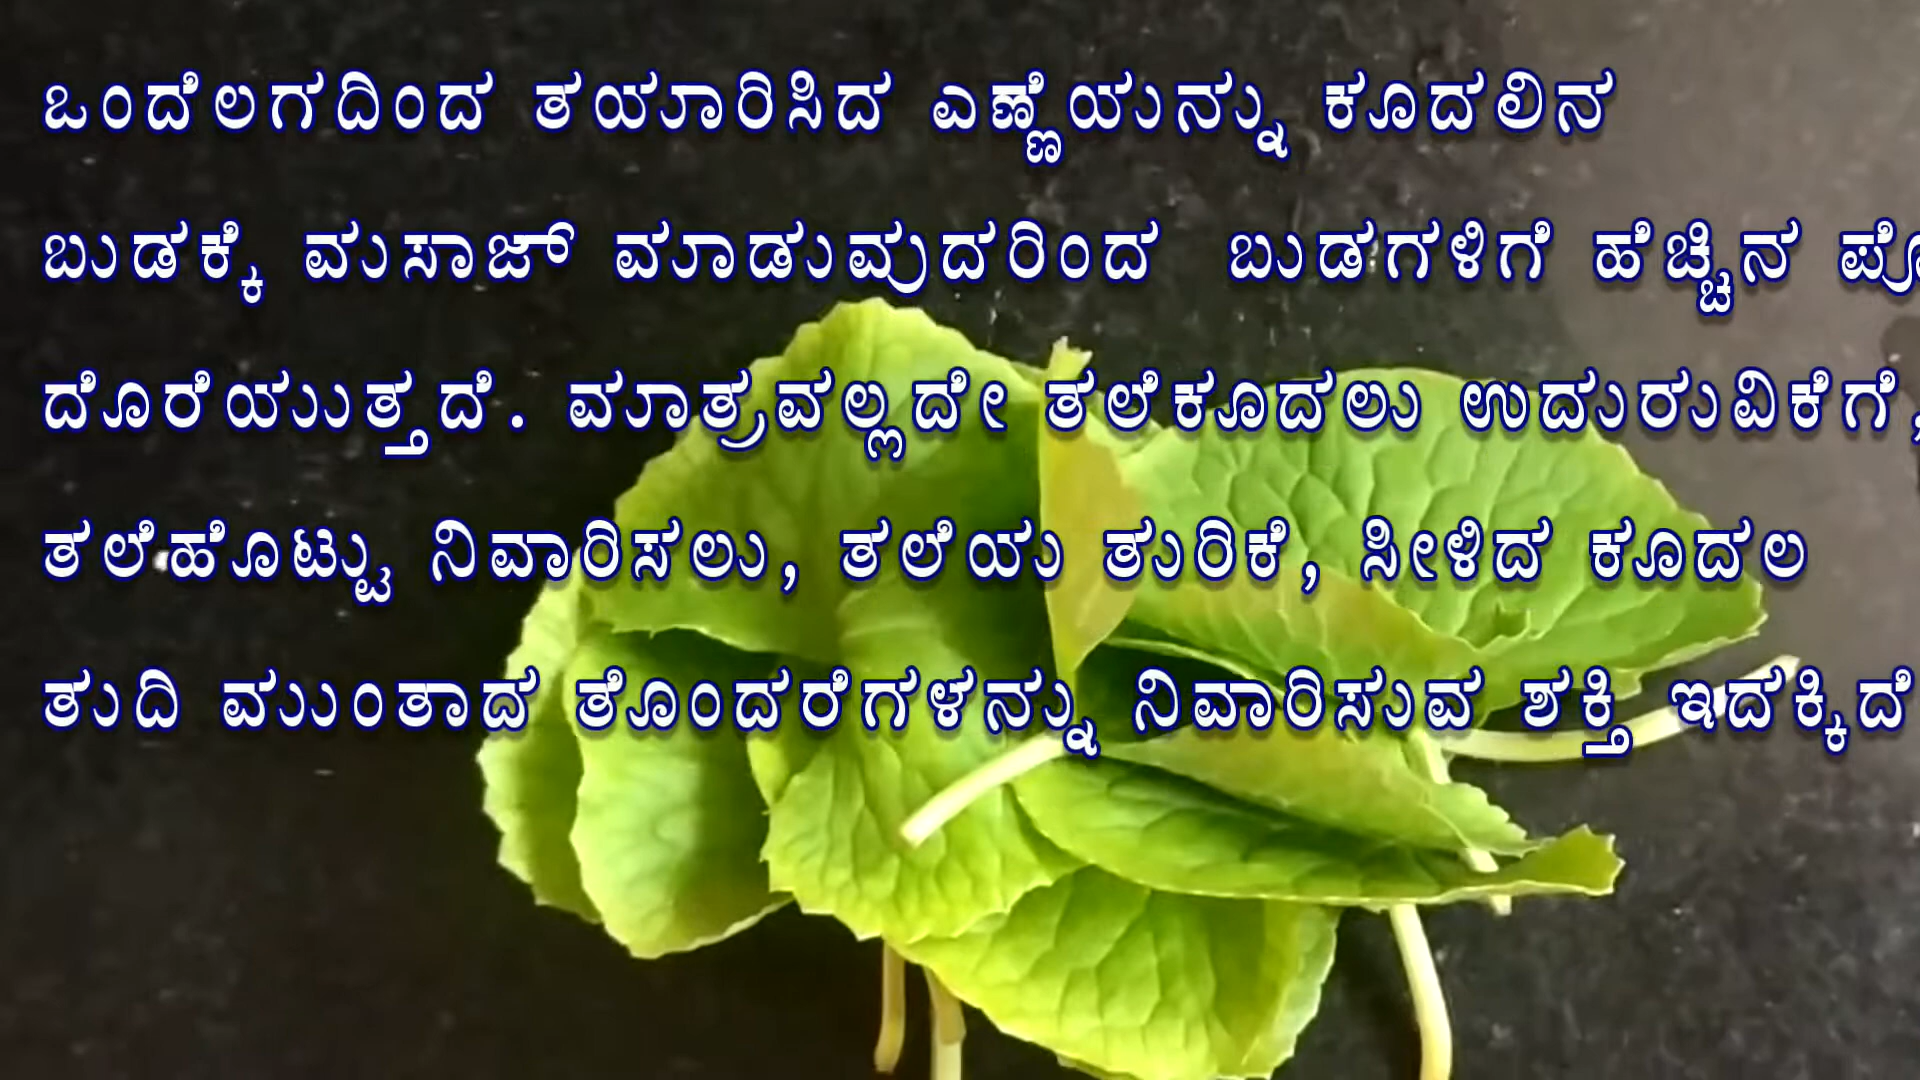 ಒಂದೆಲಗದಿಂದ ತಯಾರಿಸಿದ ಎಣ್ಣೆಯನ್ನು ಕೂದಲಿನ
ಬುಡಕ್ಕೆ ಮಸಾಜ್ ಮಾಡುವುದರಿಂದ ಬುಡಗಳಿಗೆ ಹೆಚ್ಚಿನ
ದೊರೆಯುತ್ತದೆ. ಮಾತ್ರವಲ್ಲದೇ ತಲೆಕೂದಲು ಉದುರುವಿಕೆಗೆ,
ತಲೆಹೊಟ್ಟು ನಿವಾರಿಸಲು, ತಲೆಯ ತುರಿಕೆ, ಸೀಳಿದ ಕೂದಲ
ತುದಿ ಮುಂತಾದ ತೊಂದರೆಗಳನ್ನು ನಿವಾರಿಸುವ ಶಕ್ತಿ ಇದಕ್ಕಿದೆ